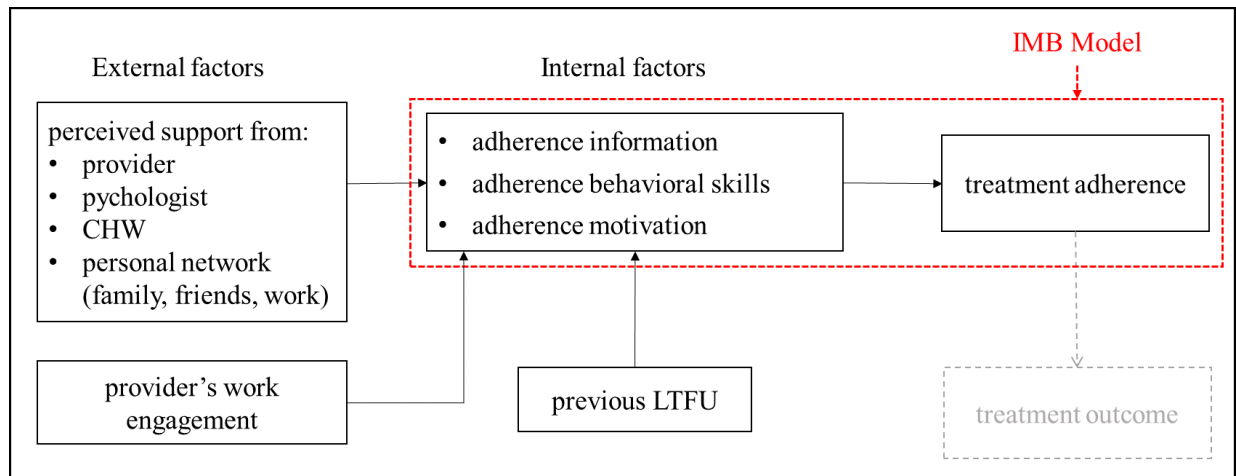 IMB Model
External factors
Internal factors
perceived support from:
• provider
• pychologist
• CHW
• personal network
(family, friends, work)
• adherence information
• adherence behavioral skills
• adherence motivation
treatment adherence
provider’s work
engagement
previous LTFU
treatment outcome